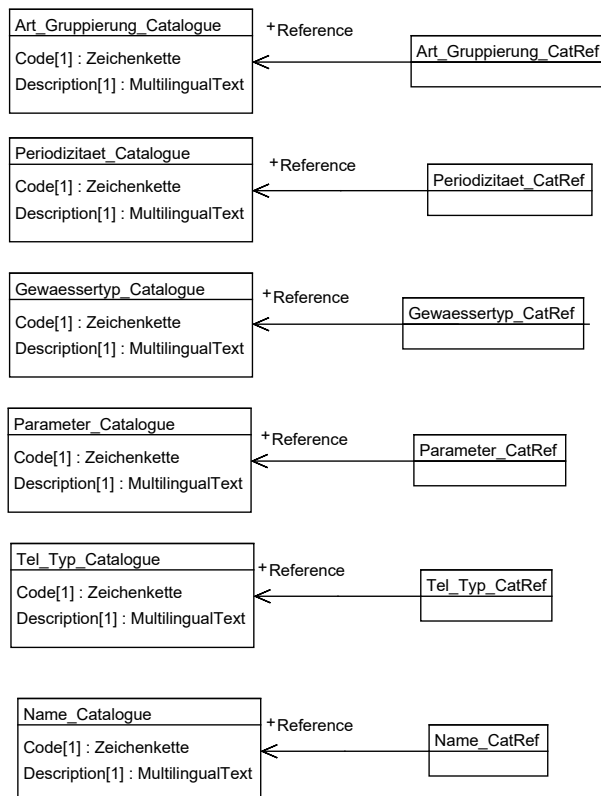 Art_Gruppierung_Catalogue
Code[1] : Zeichenkette
Description[1] : MultilingualText
+Reference
Art_Gruppierung_CatRef
Periodizitaet_Catalogue
Code[1] : Zeichenkette
Description[1] : MultilingualText
+Reference
Periodizitaet_CatRef
Gewaessertyp_Catalogue
Code[1] : Zeichenkette
Description[1] : MultilingualText
+Reference
Gewaessertyp_CatRef
Parameter_Catalogue
Code[1] : Zeichenkette
Description[1] : MultilingualText
+Reference
Parameter_CatRef
Tel_Typ_Catalogue
Code[1] : Zeichenkette
Description[1] : MultilingualText
+Reference
Tel_Typ_CatRef
Name_Catalogue
Code[1] : Zeichenkette
Description[1] : MultilingualText
+Reference
Name_CatRef